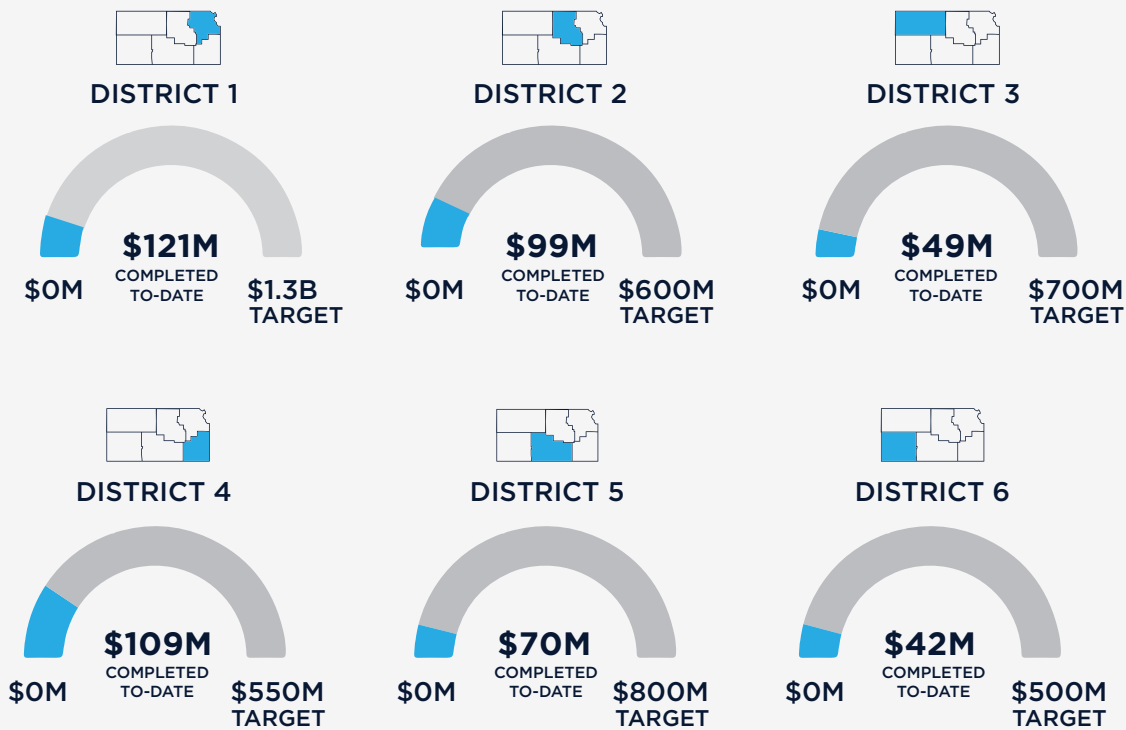 DISTRICT 1
$121M
COMPLETED
TO-DATE
$0M
$1.3B
TARGET
DISTRICT 2
$99M
COMPLETED
TO-DATE
$0M
$600M
TARGET
DISTRICT 3
$49M
COMPLETED
TO-DATE
$0M
$700M
TARGET
DISTRICT 4
$109M
COMPLETED
TO-DATE
$0M
$550M
TARGET
DISTRICT 5
$70M
COMPLETED
TO-DATE
$0M
$800M
TARGET
DISTRICT 6
$42M
COMPLETED
TO-DATE
$0M
$500M
TARGET